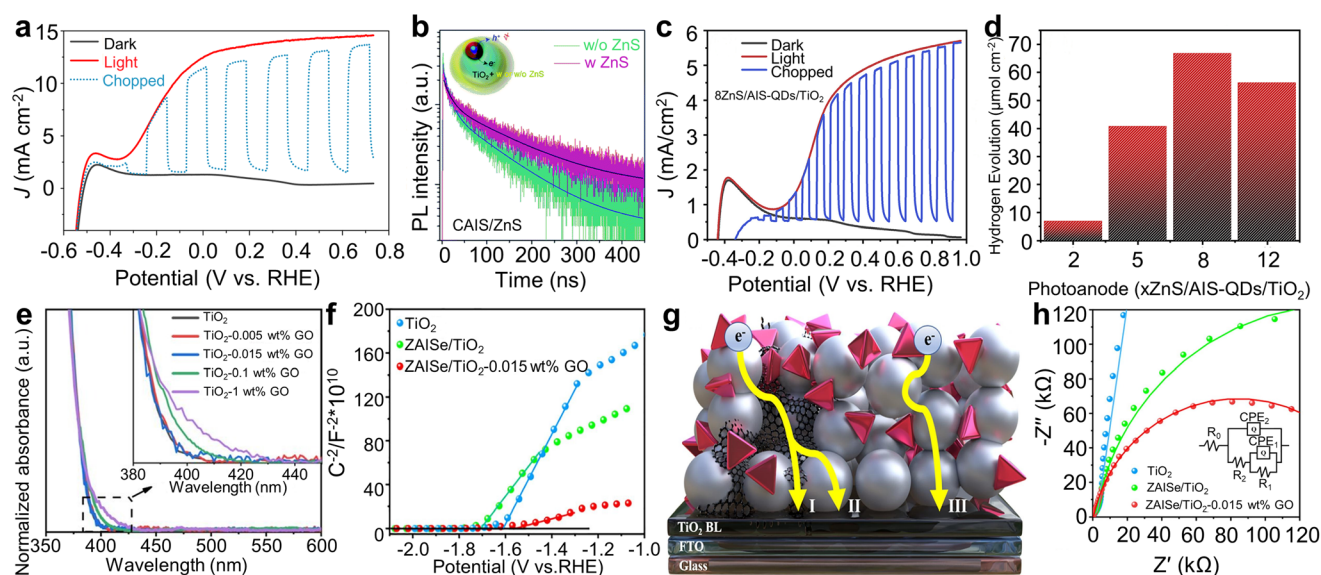 a
15
10
5
0
J (mA cm⁻²)
Dark
Light
Chopped
-0.6 -0.4 -0.2 0.0 0.2 0.4 0.6 0.8
Potential (V vs. RHE)
b
PL intensity (a.u.)
h⁺
e⁻
w/o ZnS
w ZnS
CAIS/ZnS
0 100 200 300 400
Time (ns)
c
6
5
4
3
2
1
0
J (mA/cm²)
Dark
Light
Chopped
8ZnS/AIS-QDs/TiO₂
-0.4 -0.2 0.0 0.2 0.4 0.6 0.8 1.0
Potential (V vs. RHE)
d
70
60
50
40
30
20
10
0
Hydrogen Evolution (μmol cm⁻²)
2 5 8 12
Photoanode (xZnS/AIS-QDs/TiO₂)
e
Normalized absorbance (a.u.)
TiO₂
TiO₂-0.005 wt% GO
TiO₂-0.015 wt% GO
TiO₂-0.1 wt% GO
TiO₂-1 wt% GO
380 400 420 440
Wavelength (nm)
350 400 450 500 550 600
Wavelength (nm)
f
200
160
120
80
40
0
C⁻²/F⁻²*10¹⁰
TiO₂
ZAISe/TiO₂
ZAISe/TiO₂-0.015 wt% GO
-2.0 -1.8 -1.6 -1.4 -1.2 -1.0
Potential (V vs.RHE)
g
e⁻ e⁻
I II III
TiO₂ BL
FTO
Glass
h
120
100
80
60
40
20
0
-Z″ (kΩ)
CPE₂
Q
CPE₁
Q
R₀
R₂
R₁
TiO₂
ZAISe/TiO₂
ZAISe/TiO₂-0.015 wt% GO
0 20 40 60 80 100 120
Z′ (kΩ)